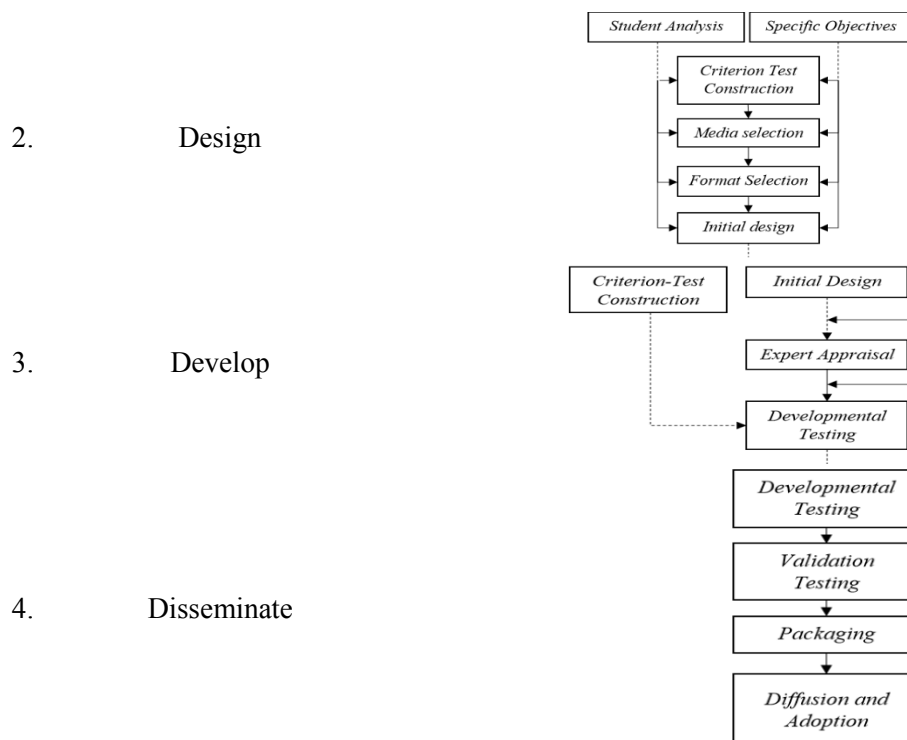 Student Analysis
Specific Objectives
2.
Design
Criterion Test
Construction
Media selection
Format Selection
Initial design
3.
Develop
Criterion-Test
Construction
Initial Design
Expert Appraisal
Developmental
Testing
4.
Disseminate
Developmental
Testing
Validation
Testing
Packaging
Diffusion and
Adoption